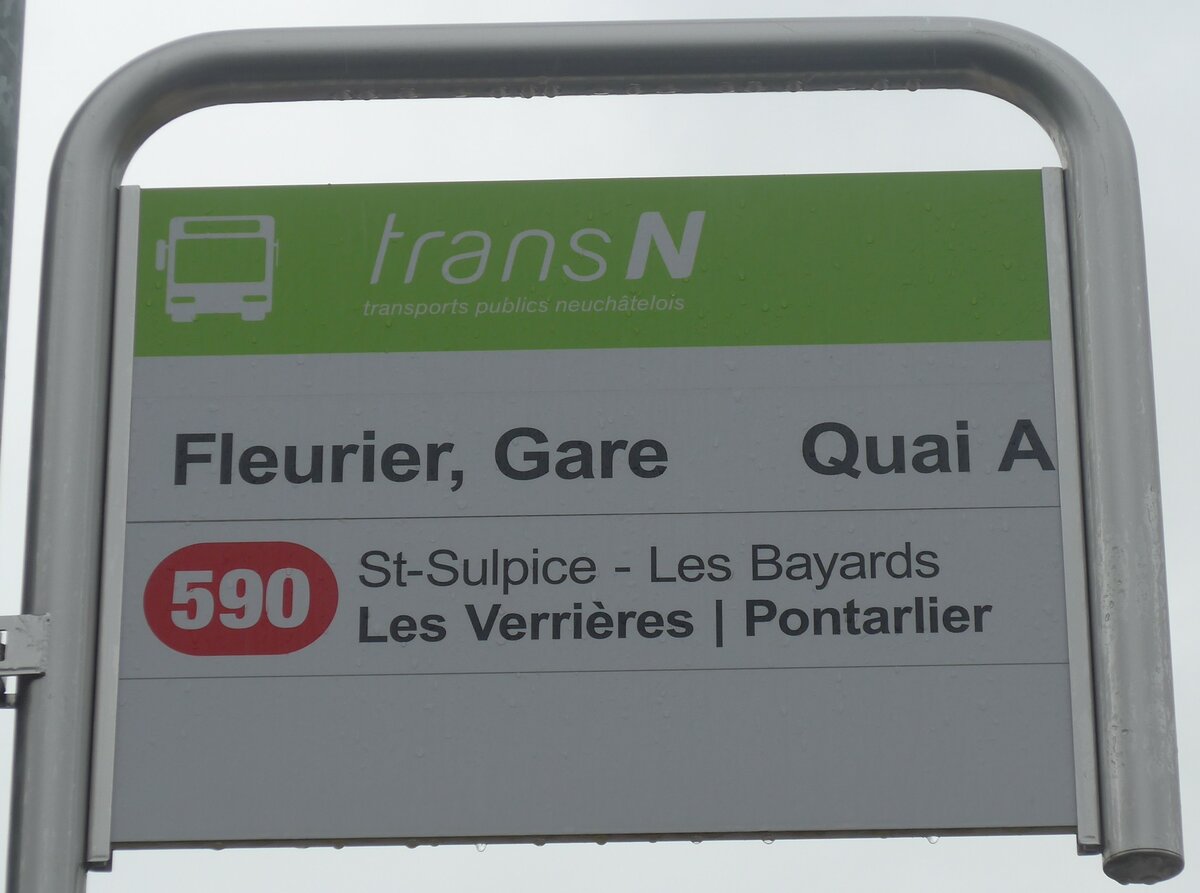 transN
transports publics neuchâtelois
Fleurier, Gare Quai A
590 St-Sulpice - Les Bayards
Les Verrières | Pontarlier